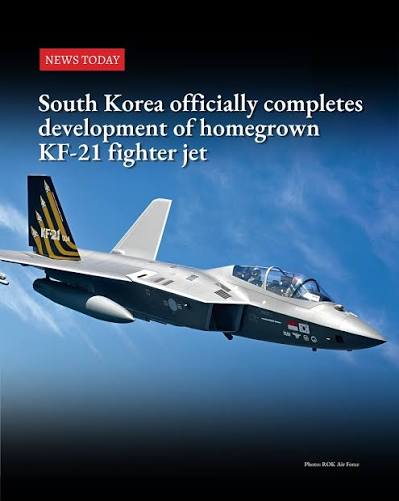 NEWS TODAY
South Korea officially completes
development of homegrown
KF-21 fighter jet
KF-21
Photo: ROK Air Force